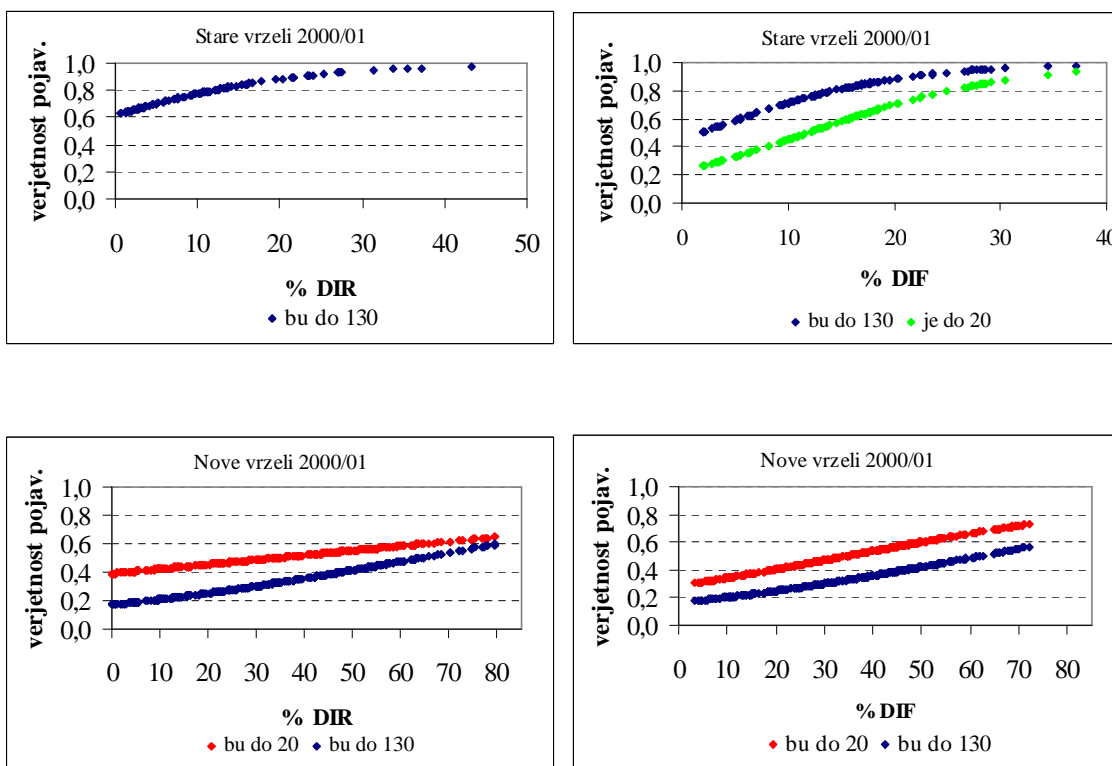 Stare vrzeli 2000/01
verjetnost pojav.
1,0
0,8
0,6
0,4
0,2
0,0
0 10 20 30 40 50
% DIR
bu do 130
Stare vrzeli 2000/01
verjetnost pojav.
1,0
0,8
0,6
0,4
0,2
0,0
0 10 20 30 40
% DIF
bu do 130 je do 20
Nove vrzeli 2000/01
verjetnost pojav.
1,0
0,8
0,6
0,4
0,2
0,0
0 10 20 30 40 50 60 70 80
% DIR
bu do 20 bu do 130
Nove vrzeli 2000/01
verjetnost pojav.
1,0
0,8
0,6
0,4
0,2
0,0
0 10 20 30 40 50 60 70 80
% DIF
bu do 20 bu do 130